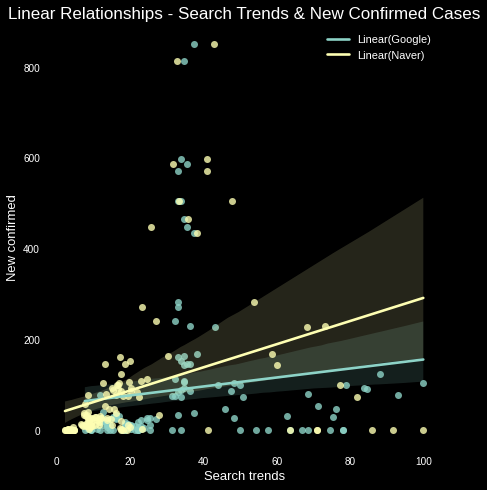 Linear Relationships - Search Trends & New Confirmed Cases
Linear(Google)
Linear(Naver)
800
600
400
200
0
New confirmed
0 20 40 60 80 100
Search trends